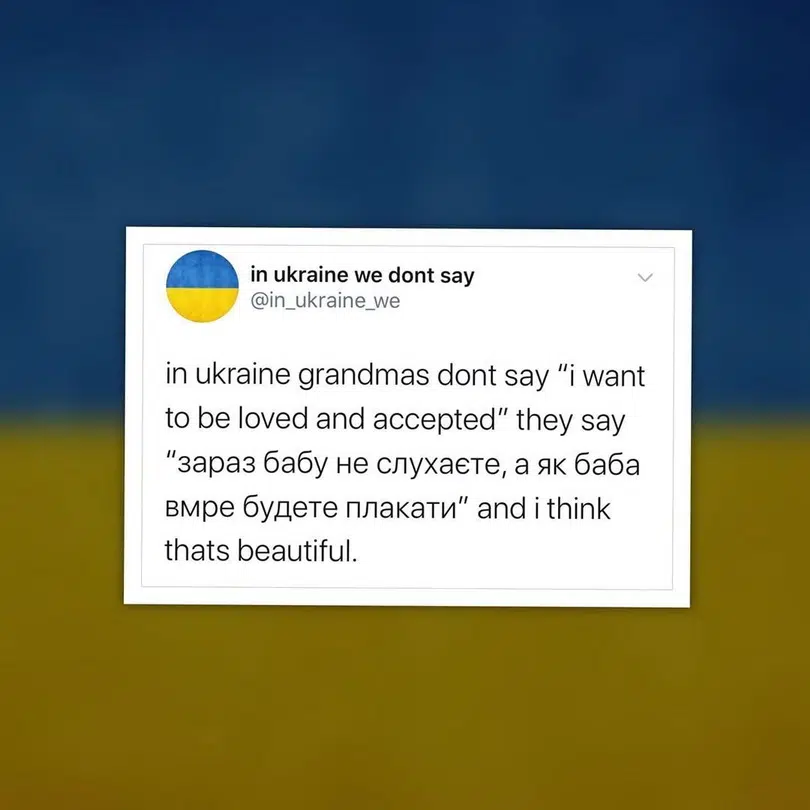 in ukraine we dont say
@in_ukraine_we
in ukraine grandmas dont say “i want
to be loved and accepted” they say
“зараз бабу не слухаєте, а як баба
вмре будете плакати” and i think
thats beautiful.